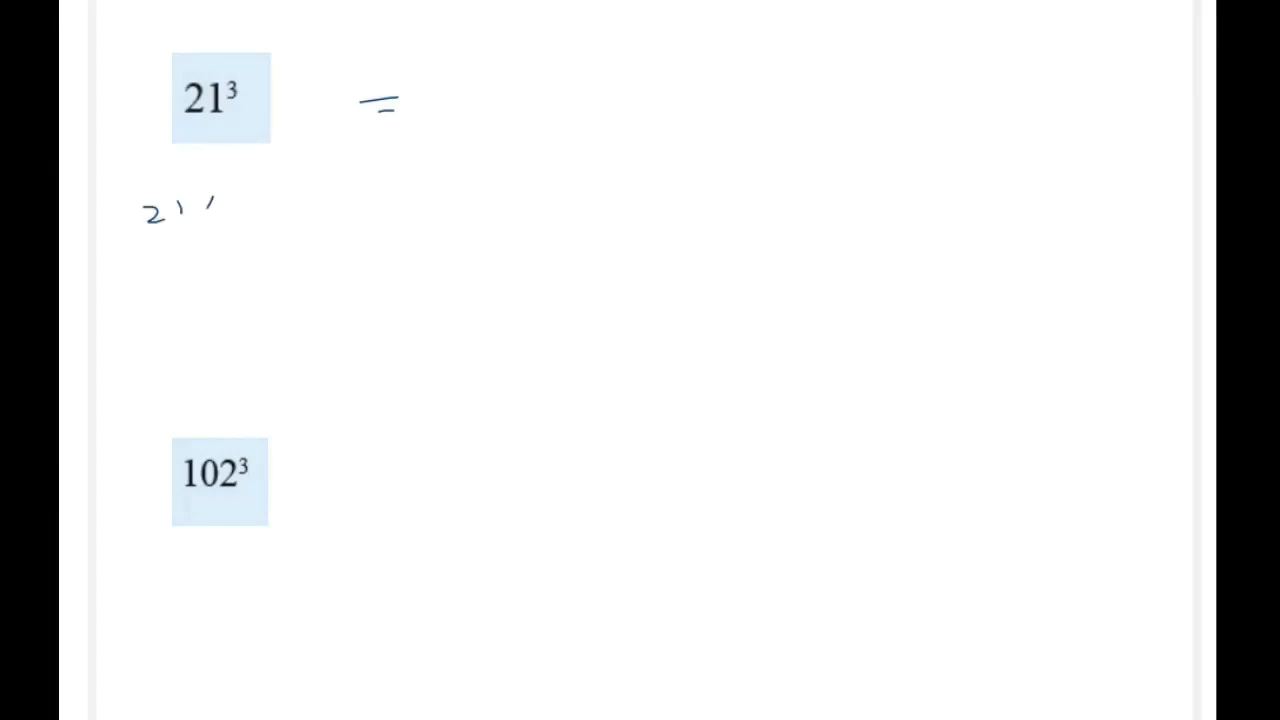 21³ =
21
102³